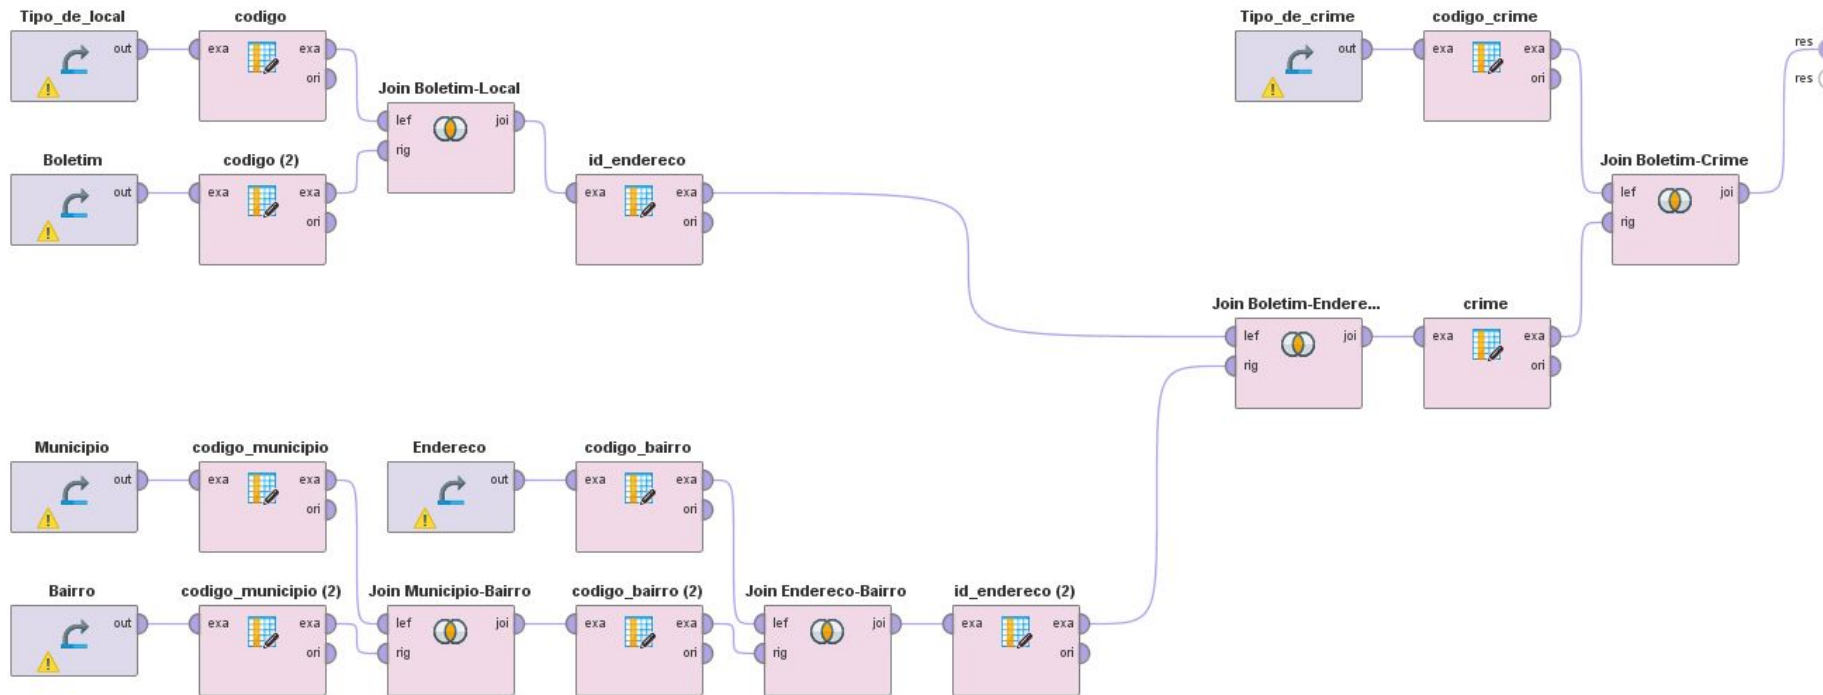 Tipo_de_local
codigo
out
exa
exa
ori
Join Boletim-Local
lef
joi
rig
Boletim
codigo (2)
out
exa
exa
ori
id_endereco
exa
exa
ori
Tipo_de_crime
codigo_crime
out
exa
exa
ori
res
res
Join Boletim-Crime
lef
joi
rig
Join Boletim-Endere...
lef
joi
rig
crime
exa
exa
ori
Municipio
codigo_municipio
out
exa
exa
ori
Endereco
codigo_bairro
out
exa
exa
ori
Bairro
codigo_municipio (2)
out
exa
exa
ori
Join Municipio-Bairro
lef
joi
rig
codigo_bairro (2)
exa
exa
ori
Join Endereco-Bairro
lef
joi
rig
id_endereco (2)
exa
exa
ori